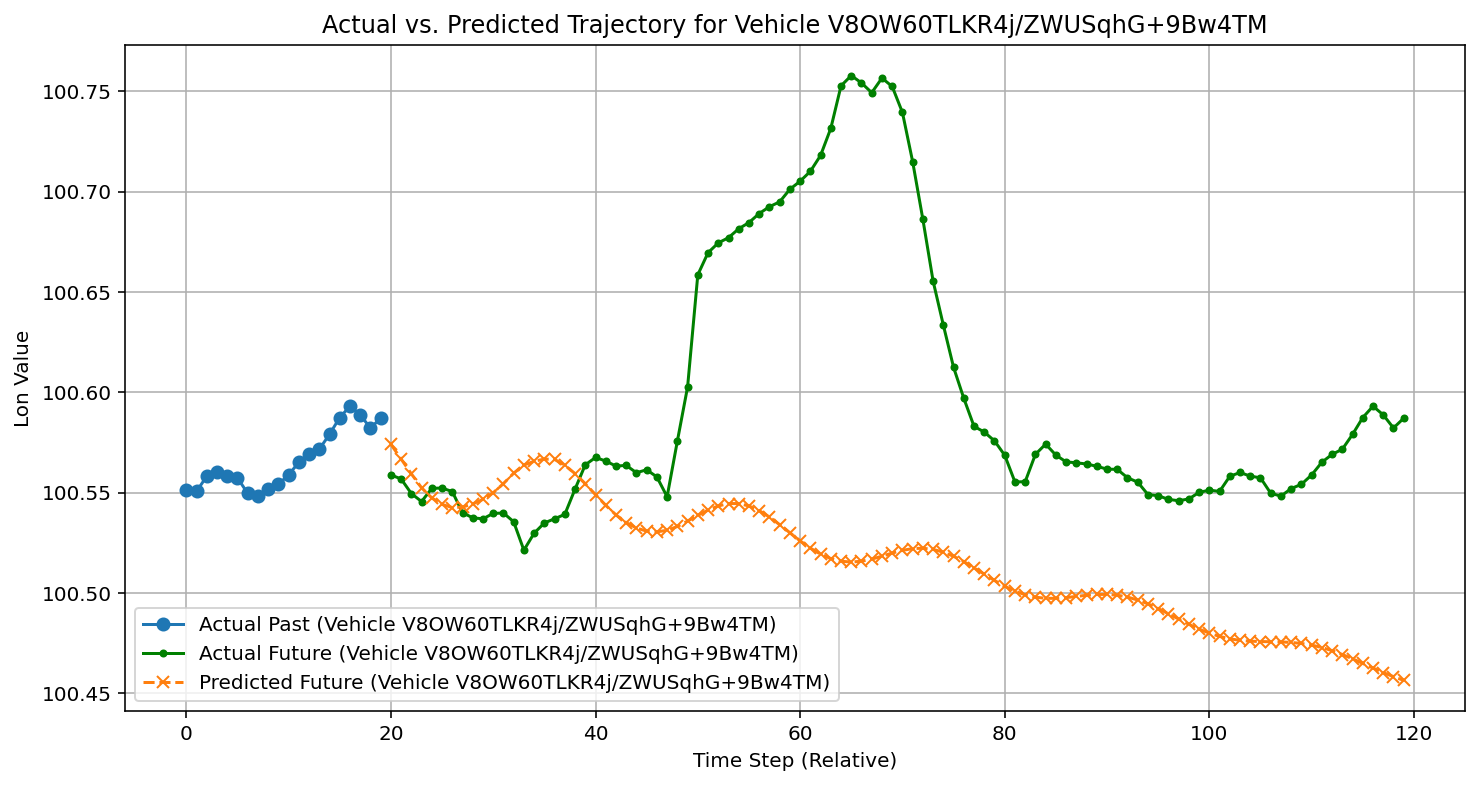 Actual vs. Predicted Trajectory for Vehicle V8OW60TLKR4j/ZWUSqhG+9Bw4TM
Lon Value
100.75
100.70
100.65
100.60
100.55
100.50
100.45
Actual Past (Vehicle V8OW60TLKR4j/ZWUSqhG+9Bw4TM)
Actual Future (Vehicle V8OW60TLKR4j/ZWUSqhG+9Bw4TM)
Predicted Future (Vehicle V8OW60TLKR4j/ZWUSqhG+9Bw4TM)
0 20 40 60 80 100 120
Time Step (Relative)